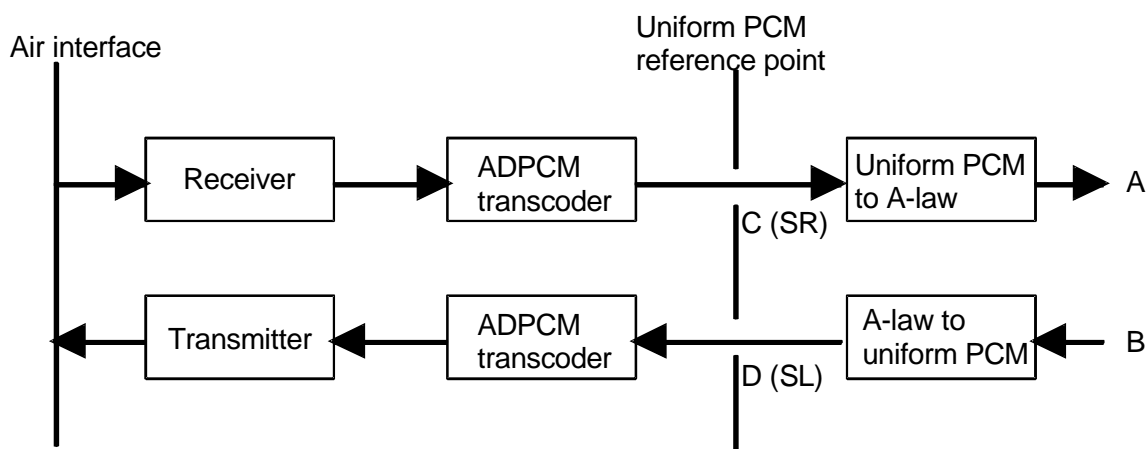 Air interface
Uniform PCM
reference point
Receiver
ADPCM
transcoder
Uniform PCM
to A-law
A
C (SR)
Transmitter
ADPCM
transcoder
A-law to
uniform PCM
B
D (SL)